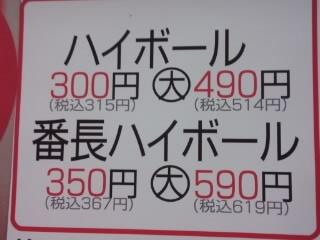 ハイボール
300円 大 490円
(税込315円) (税込514円)
番長ハイボール
350円 大 590円
(税込367円) (税込619円)